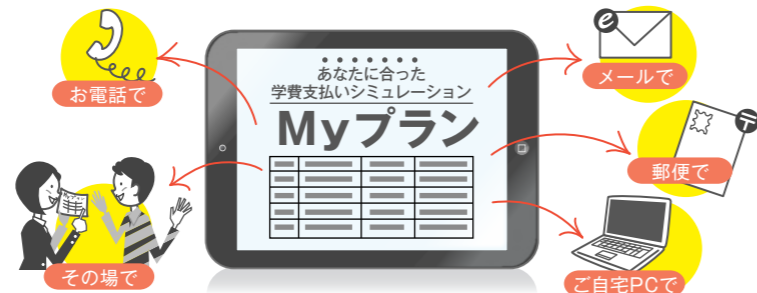 あなたに合った
学費支払いシミュレーション
Myプラン
お電話で
その場で
e
メールで
〒
郵便で
ご自宅PCで